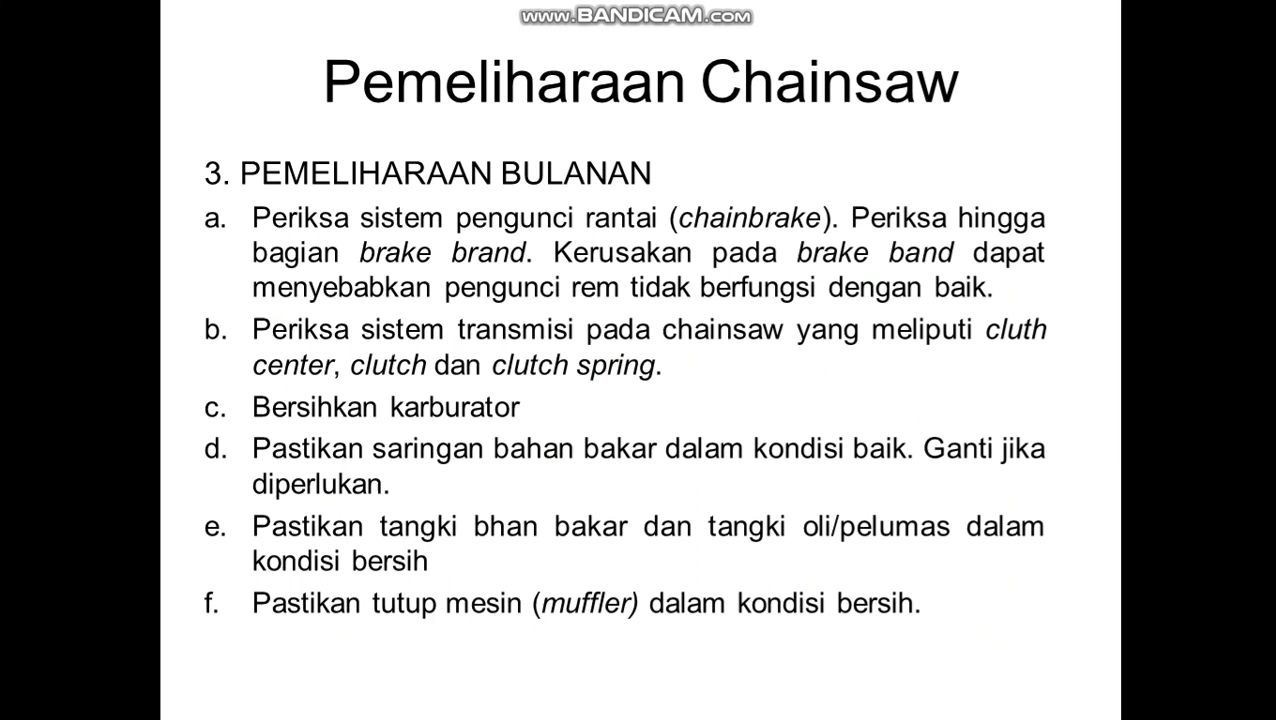 www.BANDICAM.com
Pemeliharaan Chainsaw
3. PEMELIHARAAN BULANAN
a. Periksa sistem pengunci rantai (chainbrake). Periksa hingga
bagian brake brand. Kerusakan pada brake band dapat
menyebabkan pengunci rem tidak berfungsi dengan baik.
b. Periksa sistem transmisi pada chainsaw yang meliputi cluth
center, clutch dan clutch spring.
c. Bersihkan karburator
d. Pastikan saringan bahan bakar dalam kondisi baik. Ganti jika
diperlukan.
e. Pastikan tangki bhan bakar dan tangki oli/pelumas dalam
kondisi bersih
f. Pastikan tutup mesin (muffler) dalam kondisi bersih.